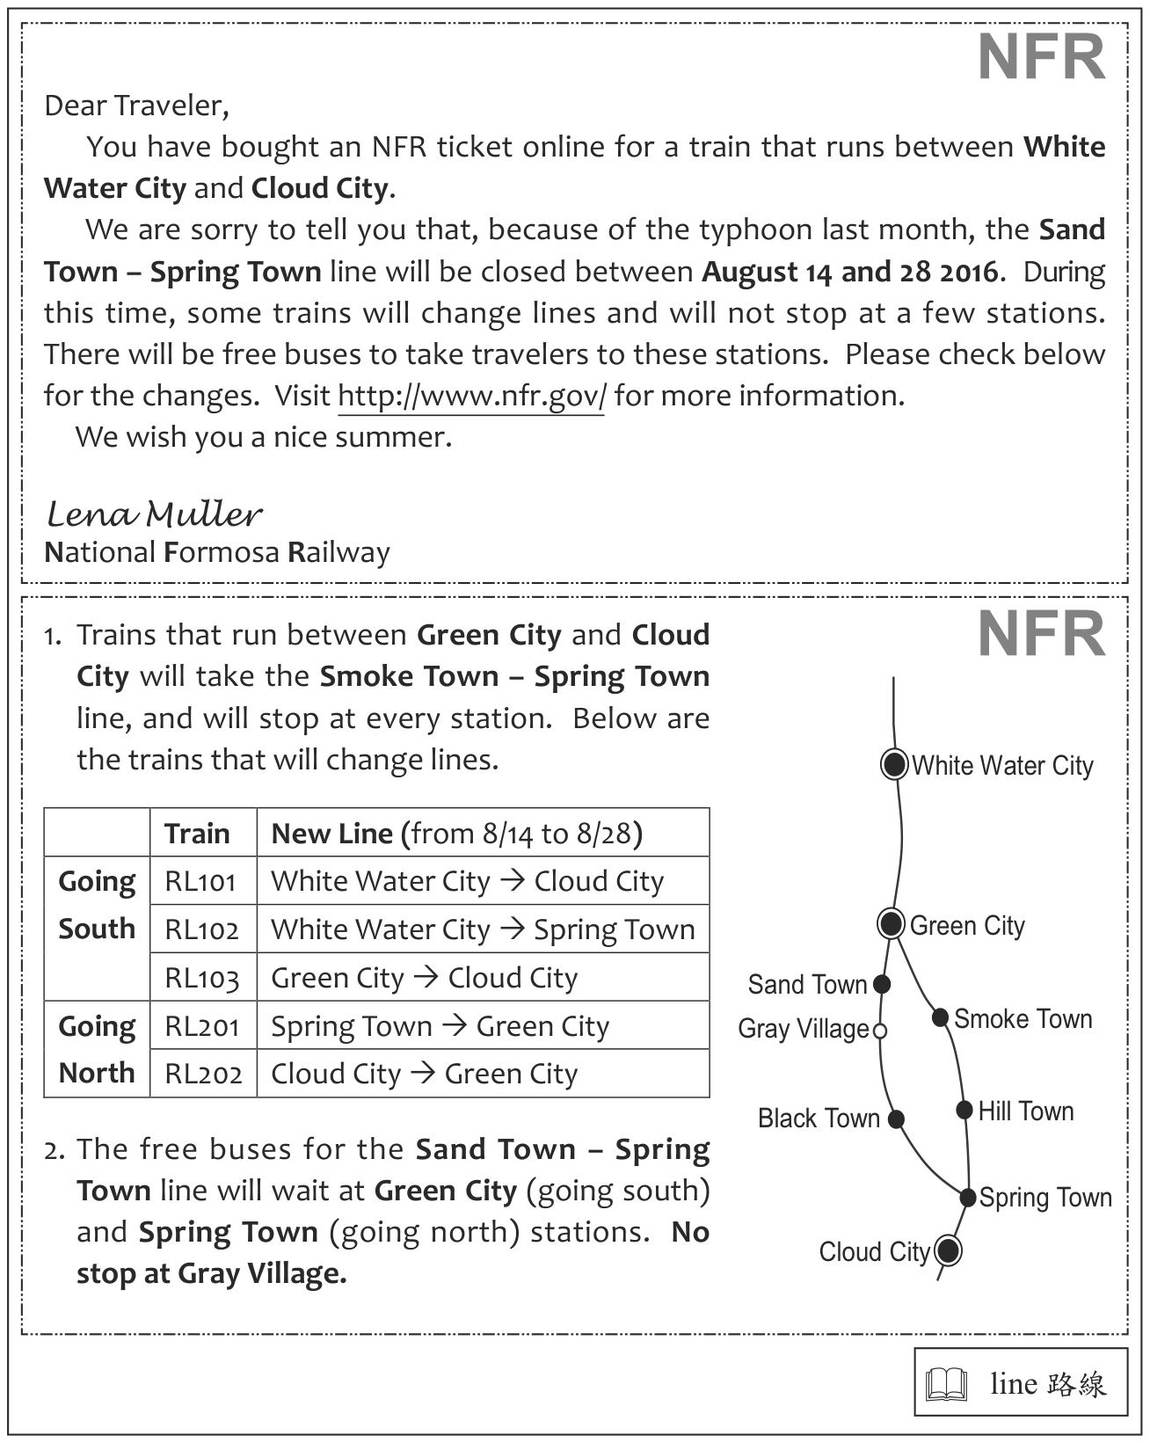 NFR
Dear Traveler,
You have bought an NFR ticket online for a train that runs between White
Water City and Cloud City.
We are sorry to tell you that, because of the typhoon last month, the Sand
Town – Spring Town line will be closed between August 14 and 28 2016. During
this time, some trains will change lines and will not stop at a few stations.
There will be free buses to take travelers to these stations. Please check below
for the changes. Visit http://www.nfr.gov/ for more information.
We wish you a nice summer.
Lena Muller
National Formosa Railway
NFR
1. Trains that run between Green City and Cloud
City will take the Smoke Town – Spring Town
line, and will stop at every station. Below are
the trains that will change lines.
Train New Line (from 8/14 to 8/28)
Going RL101 White Water City → Cloud City
South RL102 White Water City → Spring Town
RL103 Green City → Cloud City
Going RL201 Spring Town → Green City
North RL202 Cloud City → Green City
2. The free buses for the Sand Town – Spring
Town line will wait at Green City (going south)
and Spring Town (going north) stations. No
stop at Gray Village.
White Water City
Green City
Sand Town
Smoke Town
Gray Village
Hill Town
Black Town
Spring Town
Cloud City
line 路線